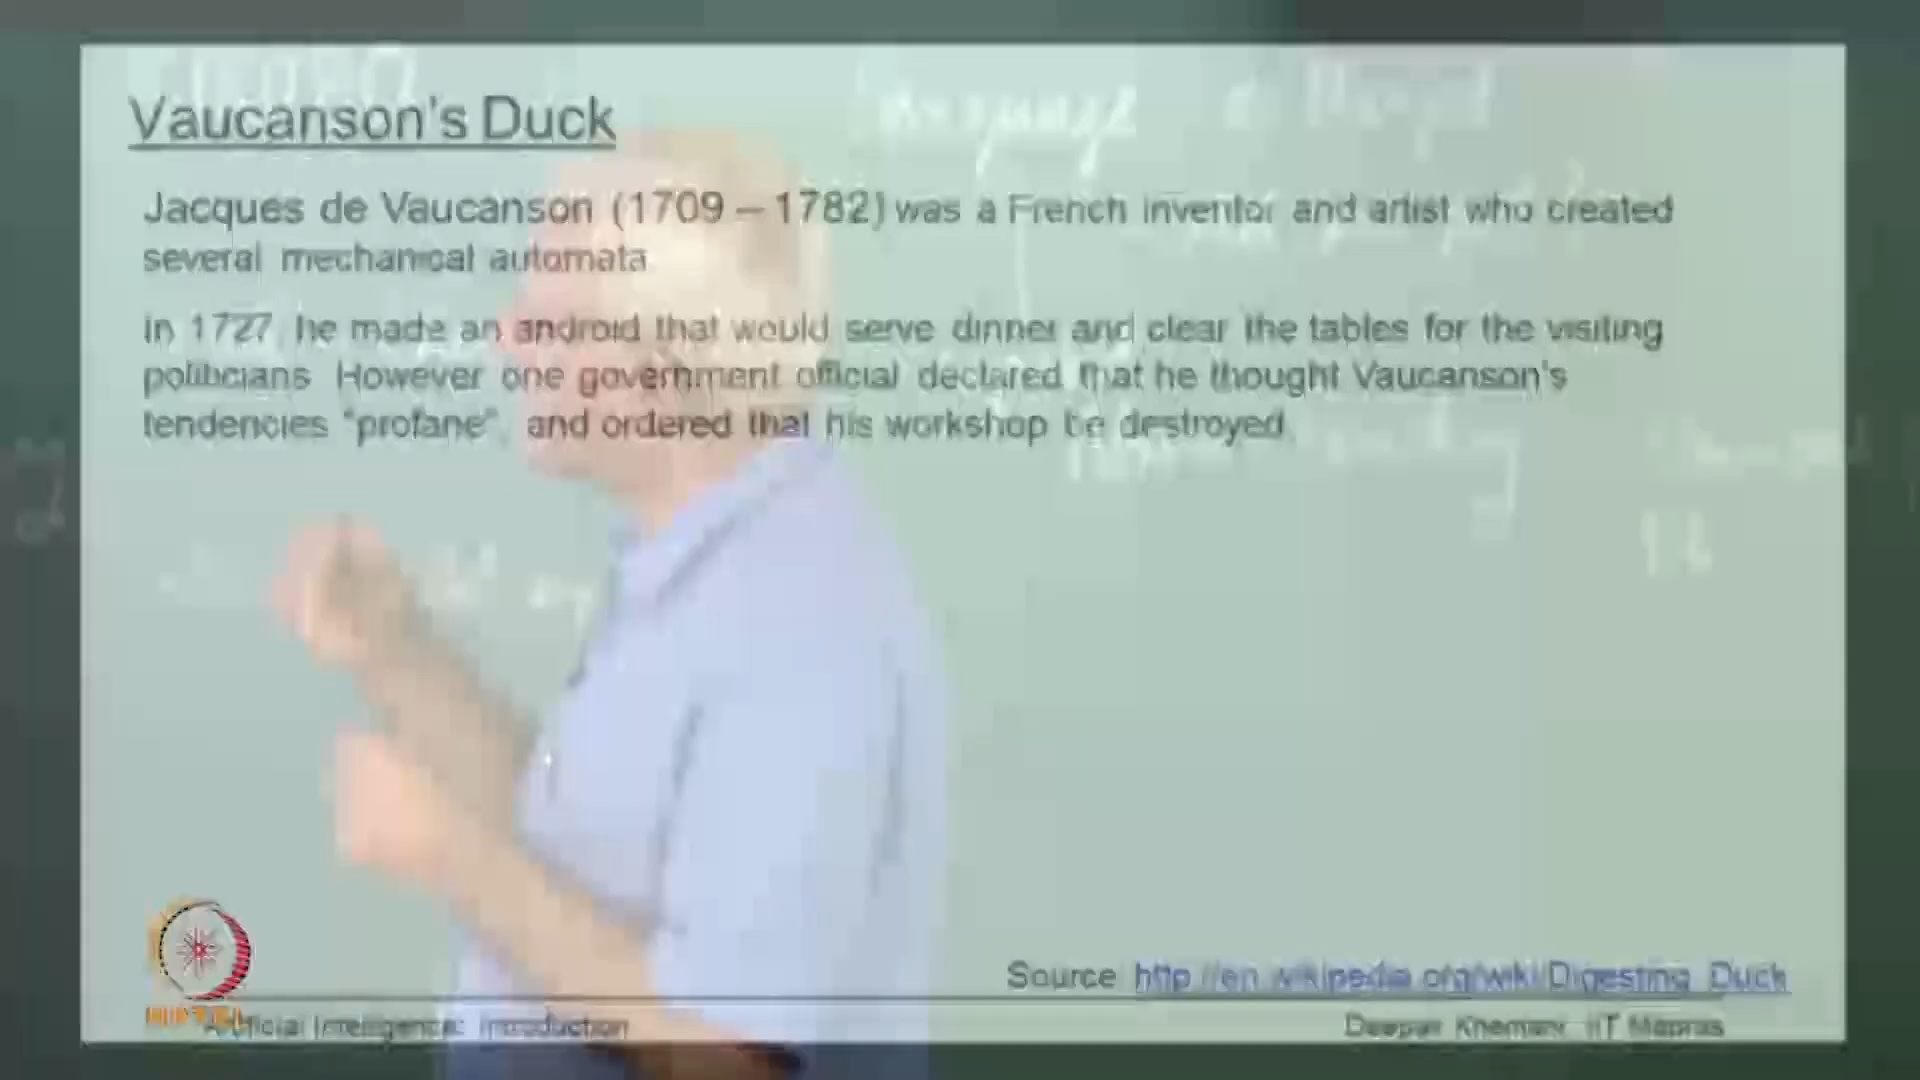 Vaucanson's Duck
Jacques de Vaucanson (1709 – 1782) was a French inventor and artist who created
several mechanical automata.
In 1727, he made an android that would serve dinner and clear the tables for the visiting
politicians. However one government official declared that he thought Vaucanson's
tendencies "profane", and ordered that his workshop be destroyed.
Source: http://en.wikipedia.org/wiki/Digesting_Duck
NPTEL
Artificial Intelligence: Introduction
Deepak Khemani, IIT Madras
language